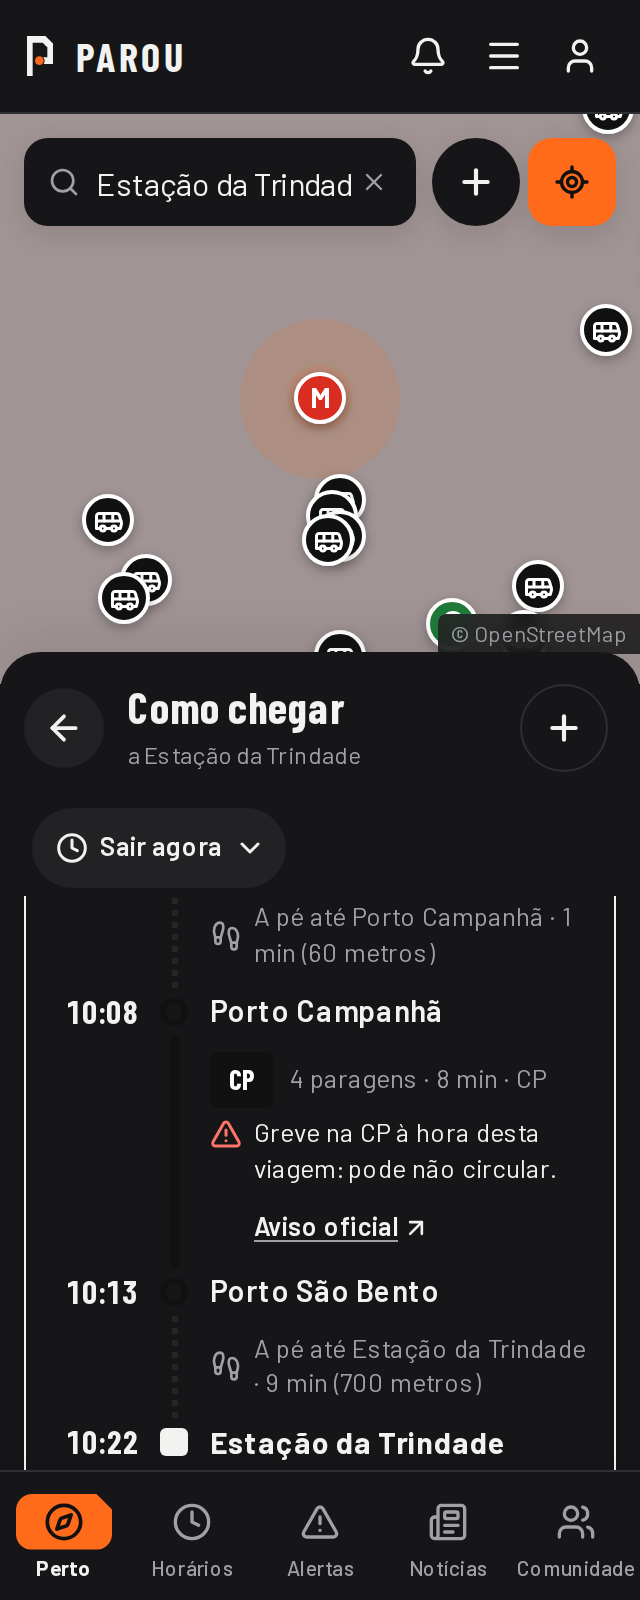 PAROU
Estação da Trindad
M
© OpenStreetMap
Como chegar
a Estação da Trindade
Sair agora
A pé até Porto Campanhã · 1
min (60 metros)
10:08 Porto Campanhã
CP 4 paragens · 8 min · CP
Greve na CP à hora desta
viagem: pode não circular.
Aviso oficial
10:13 Porto São Bento
A pé até Estação da Trindade
· 9 min (700 metros)
10:22 Estação da Trindade
Perto Horários Alertas Notícias Comunidade